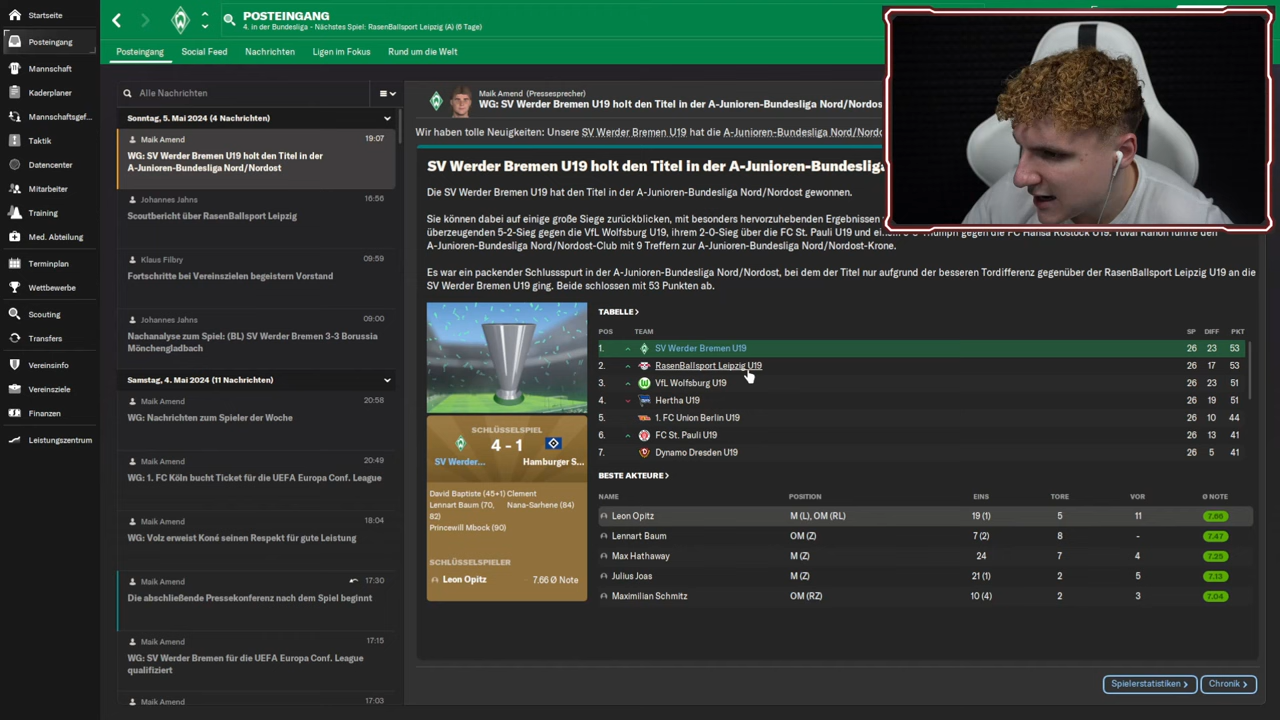 Startseite
Posteingang
Mannschaft
Kaderplaner
Mannschaftsgef...
Taktik
Datencenter
Mitarbeiter
Training
Med. Abteilung
Terminplan
Wettbewerbe
Scouting
Transfers
Vereinsinfo
Vereinsziele
Finanzen
Leistungszentrum
POSTEINGANG
4. in der Bundesliga - Nächstes Spiel: RasenBallsport Leipzig (A) (6 Tage)
Posteingang Social Feed Nachrichten Ligen im Fokus Rund um die Welt
Alle Nachrichten
Sonntag, 5. Mai 2024 (4 Nachrichten)
Maik Amend 19:07
WG: SV Werder Bremen U19 holt den Titel in der
A-Junioren-Bundesliga Nord/Nordost
Johannes Jahns 16:56
Scoutbericht über RasenBallsport Leipzig
Klaus Filbry 09:59
Fortschritte bei Vereinszielen begeistern Vorstand
Johannes Jahns 09:00
Nachanalyse zum Spiel: (BL) SV Werder Bremen 3-3 Borussia
Mönchengladbach
Samstag, 4. Mai 2024 (11 Nachrichten)
Maik Amend 20:58
WG: Nachrichten zum Spieler der Woche
Maik Amend 20:49
WG: 1. FC Köln bucht Ticket für die UEFA Europa Conf. League
Maik Amend 18:04
WG: Volz erweist Koné seinen Respekt für gute Leistung
Maik Amend 17:30
Die abschließende Pressekonferenz nach dem Spiel beginnt
Maik Amend 17:15
WG: SV Werder Bremen für die UEFA Europa Conf. League
qualifiziert
Maik Amend 17:03
Maik Amend (Pressesprecher)
WG: SV Werder Bremen U19 holt den Titel in der A-Junioren-Bundesliga Nord/Nordos
Wir haben tolle Neuigkeiten: Unsere SV Werder Bremen U19 hat die A-Junioren-Bundesliga Nord/Nordo
SV Werder Bremen U19 holt den Titel in der A-Junioren-Bundesliga
Die SV Werder Bremen U19 hat den Titel in der A-Junioren-Bundesliga Nord/Nordost gewonnen.
Sie können dabei auf einige große Siege zurückblicken, mit besonders hervorzuhebenden Ergebnissen
überzeugenden 5-2-Sieg gegen die VfL Wolfsburg U19, ihrem 2-0-Sieg über die FC St. Pauli U19 und
A-Junioren-Bundesliga Nord/Nordost-Club mit 9 Treffern zur A-Junioren-Bundesliga Nord/Nordost-Krone.
Es war ein packender Schlussspurt in der A-Junioren-Bundesliga Nord/Nordost, bei dem der Titel nur aufgrund der besseren Tordifferenz gegenüber der RasenBallsport Leipzig U19 an die
SV Werder Bremen U19 ging. Beide schlossen mit 53 Punkten ab.
SCHLÜSSELSPIEL
4 - 1
SV Werder... Hamburger S...
David Baptiste (45+1) Clement
Lennart Baum (70, Nana-Sarhene (84)
82)
Princewill Mbock (90)
SCHLÜSSELSPIELER
Leon Opitz 7.66 Ø Note
TABELLE
POS TEAM SP DIFF PKT
1. SV Werder Bremen U19 26 23 53
2. RasenBallsport Leipzig U19 26 17 53
3. VfL Wolfsburg U19 26 23 51
4. Hertha U19 26 19 51
5. 1. FC Union Berlin U19 26 10 44
6. FC St. Pauli U19 26 13 41
7. Dynamo Dresden U19 26 5 41
BESTE AKTEURE
NAME POSITION EINS TORE VOR Ø NOTE
Leon Opitz M (L), OM (RL) 19 (1) 5 11 7.66
Lennart Baum OM (Z) 7 (2) 8 - 7.47
Max Hathaway M (Z) 24 7 4 7.25
Julius Joas M (Z) 21 (1) 2 5 7.13
Maximilian Schmitz OM (RZ) 10 (4) 2 3 7.04
Spielerstatistiken Chronik